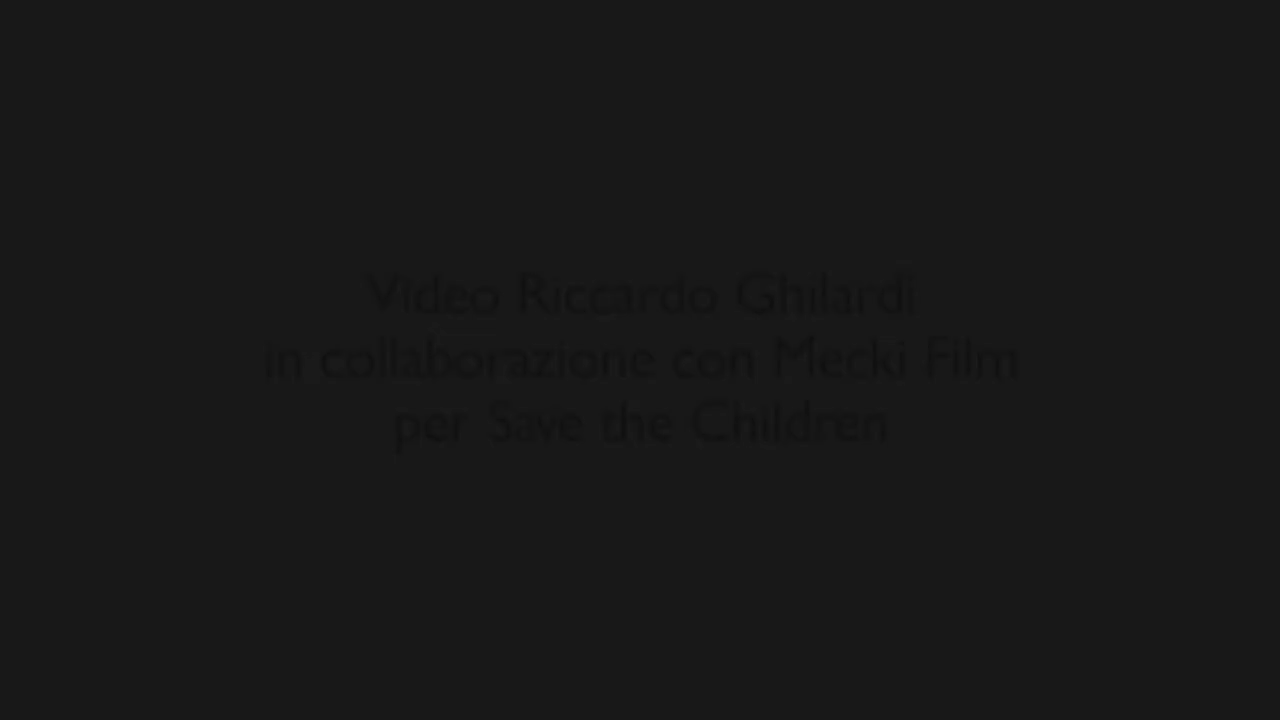 Video Riccardo Ghilardi
in collaborazione con Mecki Film
per Save the Children